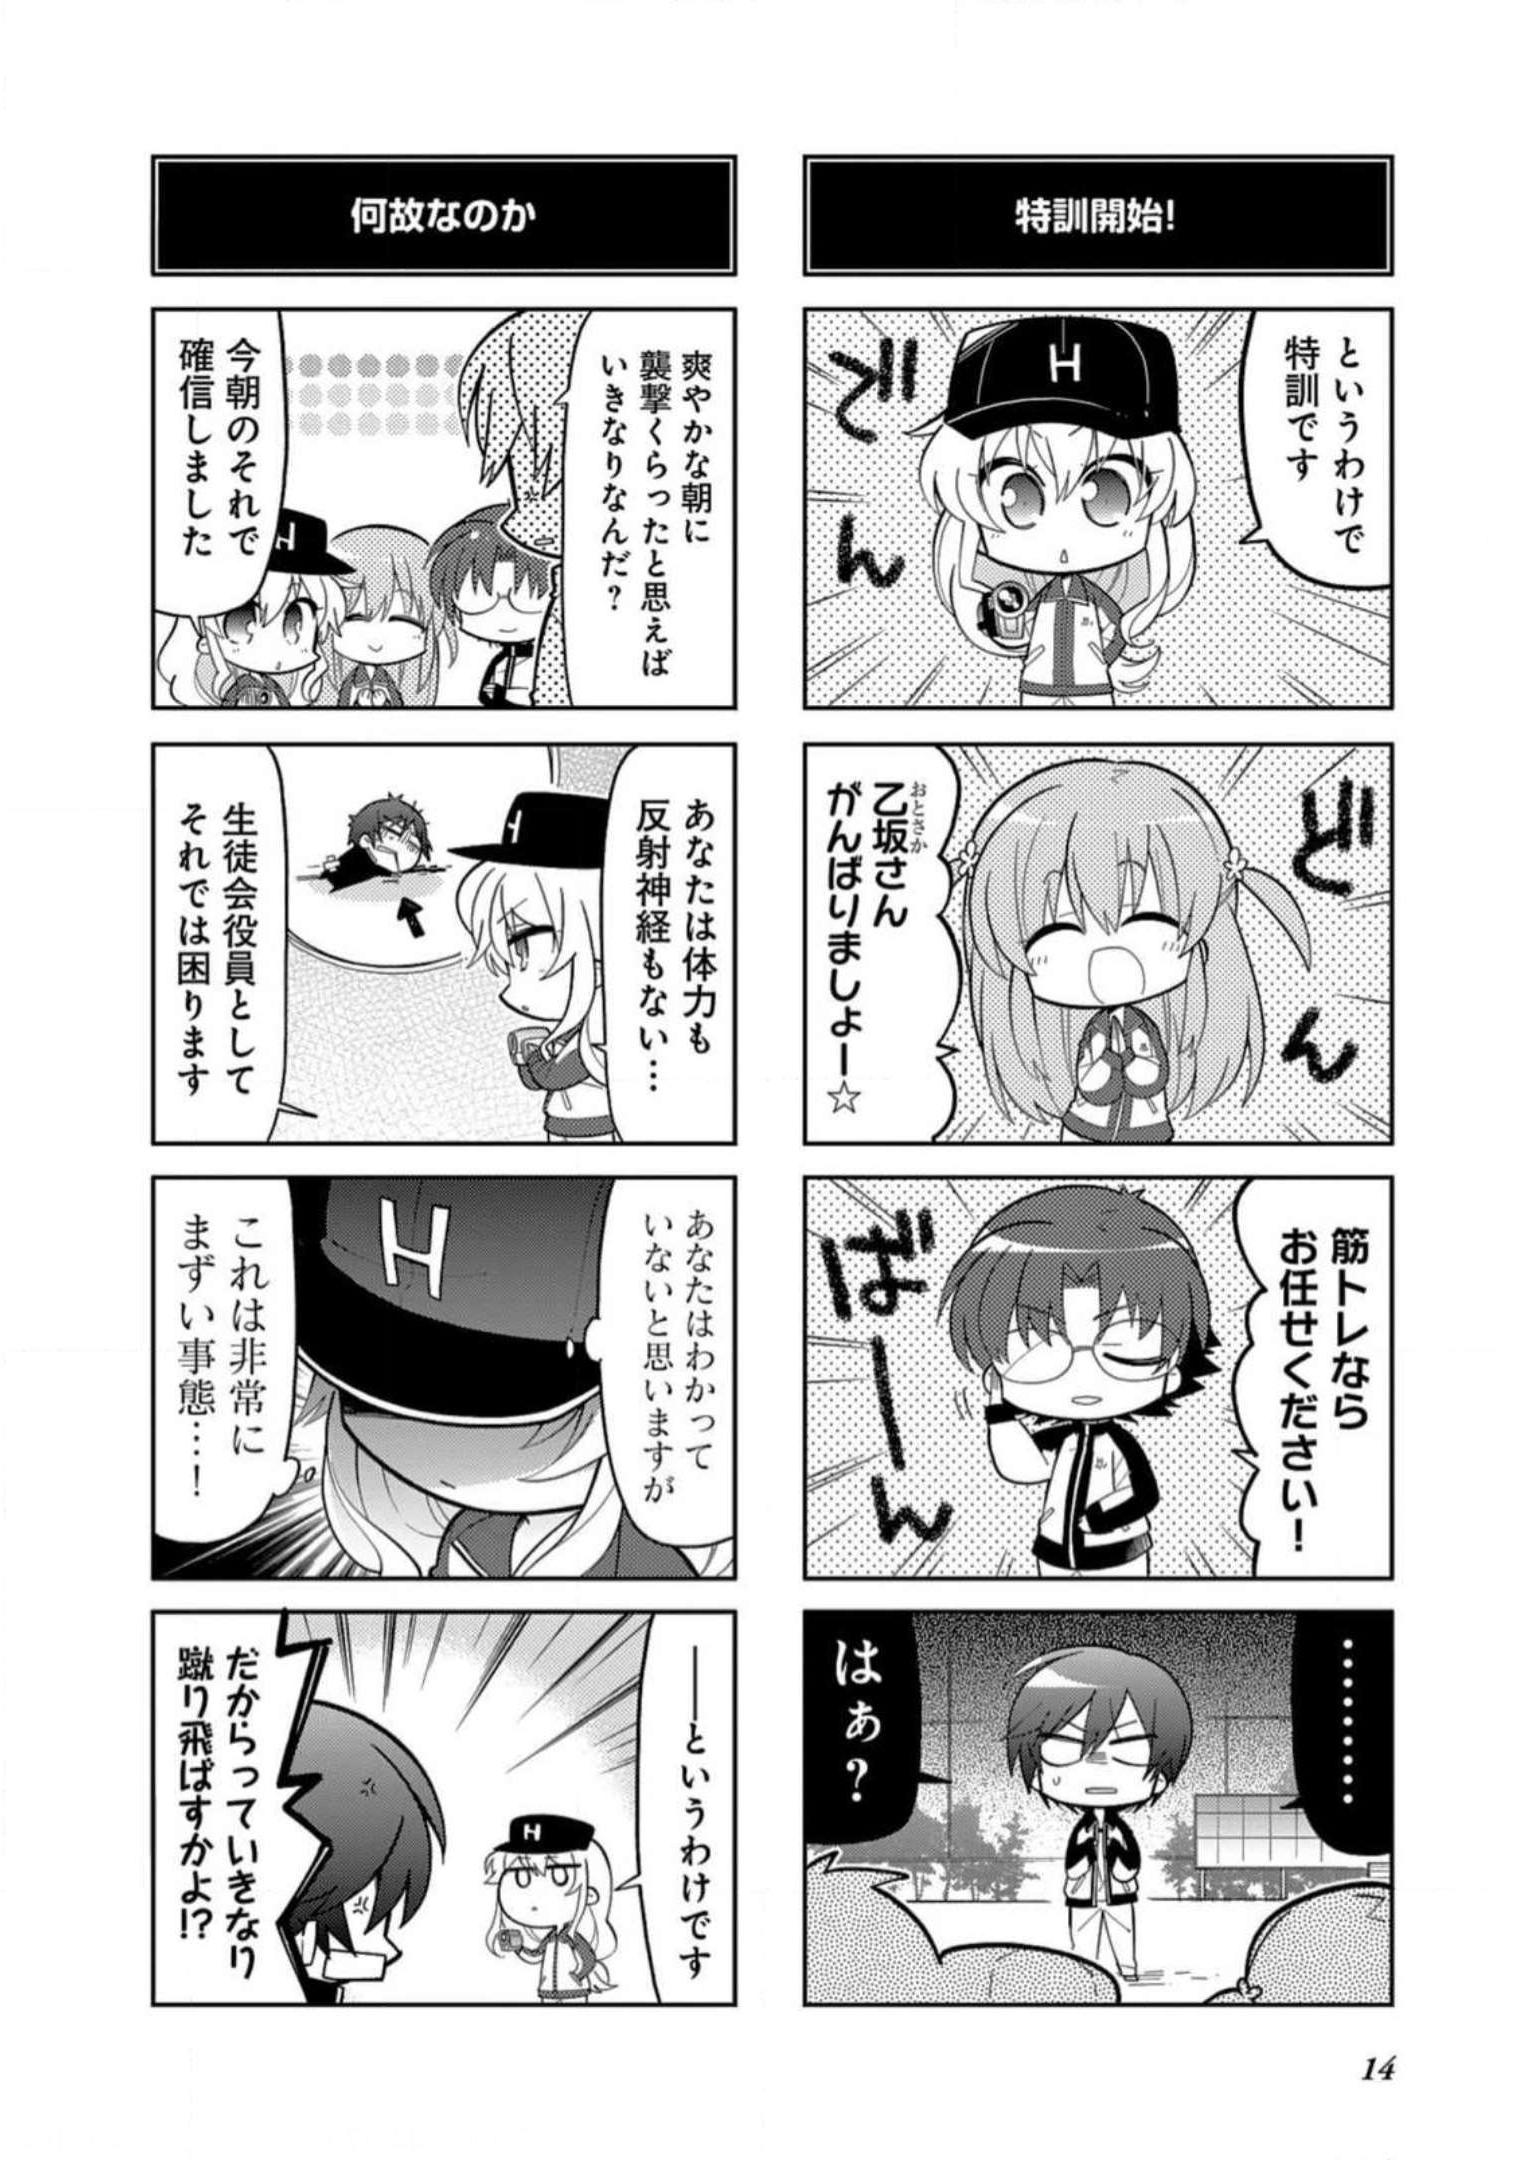 特訓開始!
というわけで
特訓です
どん
乙坂さん
おとさか
がんばりましょー☆
どん
筋トレなら
お任せください!
ばーん
………
はぁ?
何故なのか
爽やかな朝に
襲撃くらったと思えば
いきなりなんだ?
今朝のそれで
確信しました
あなたは体力も
反射神経もない…
生徒会役員として
それでは困ります
あなたはわかって
いないと思いますが
これは非常に
まずい事態…!
H
――というわけです
だからっていきなり
蹴り飛ばすかよ!?
14